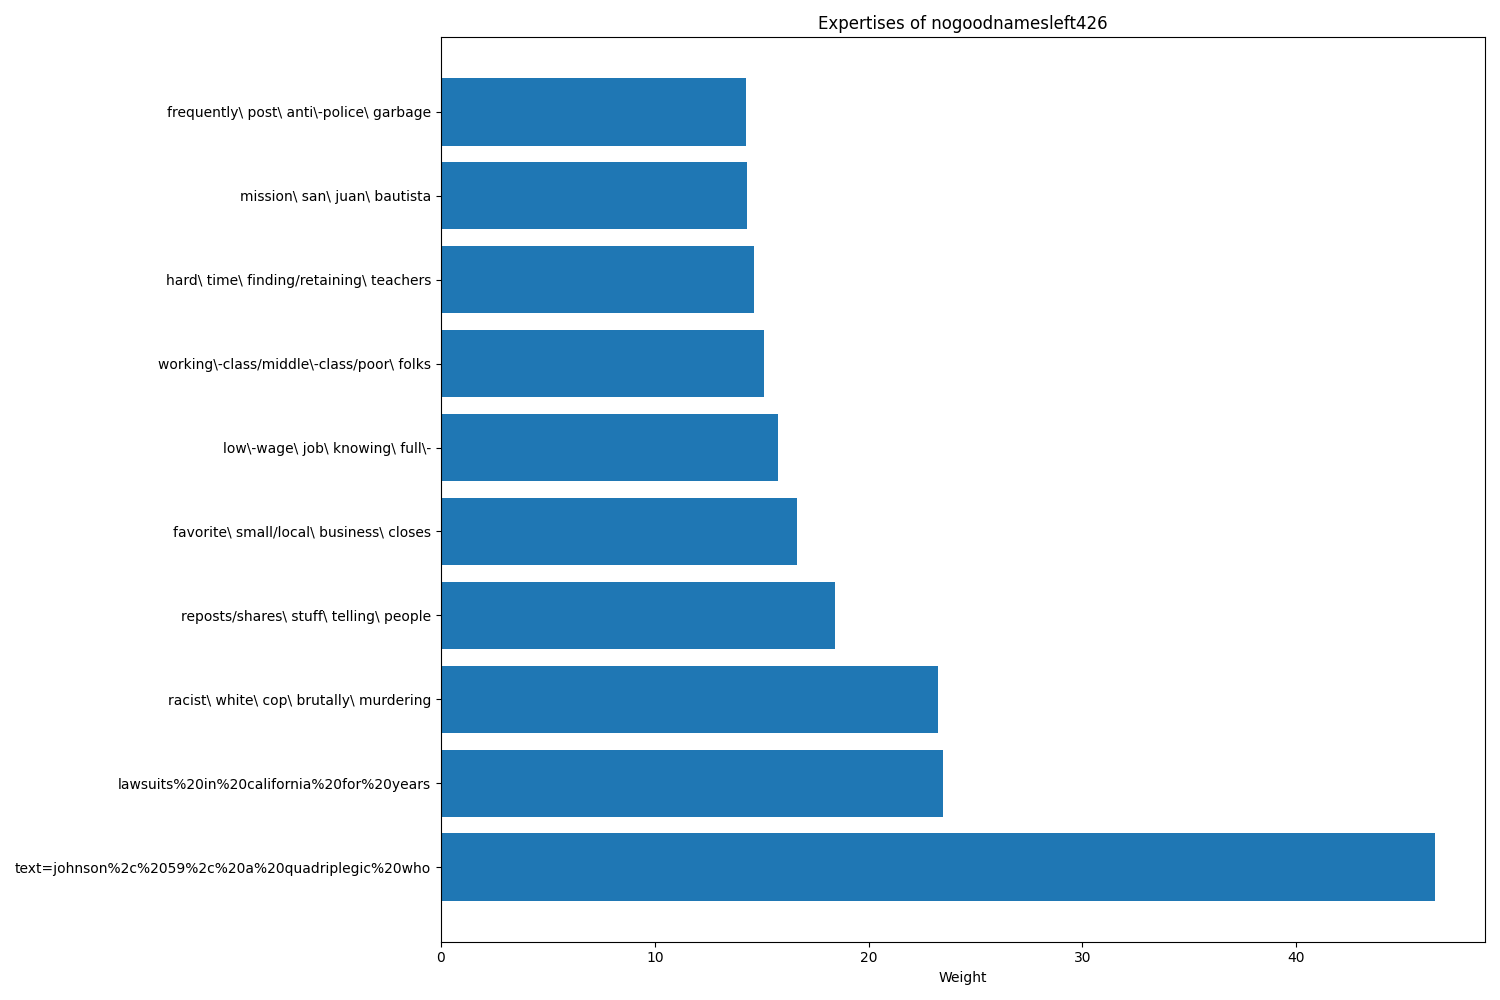 Expertises of nogoodnamesleft426
frequently\ post\ anti\-police\ garbage
mission\ san\ juan\ bautista
hard\ time\ finding/retaining\ teachers
working\-class/middle\-class/poor\ folks
low\-wage\ job\ knowing\ full\-
favorite\ small/local\ business\ closes
reposts/shares\ stuff\ telling\ people
racist\ white\ cop\ brutally\ murdering
lawsuits%20in%20california%20for%20years
text=johnson%2c%2059%2c%20a%20quadriplegic%20who
0 10 20 30 40
Weight